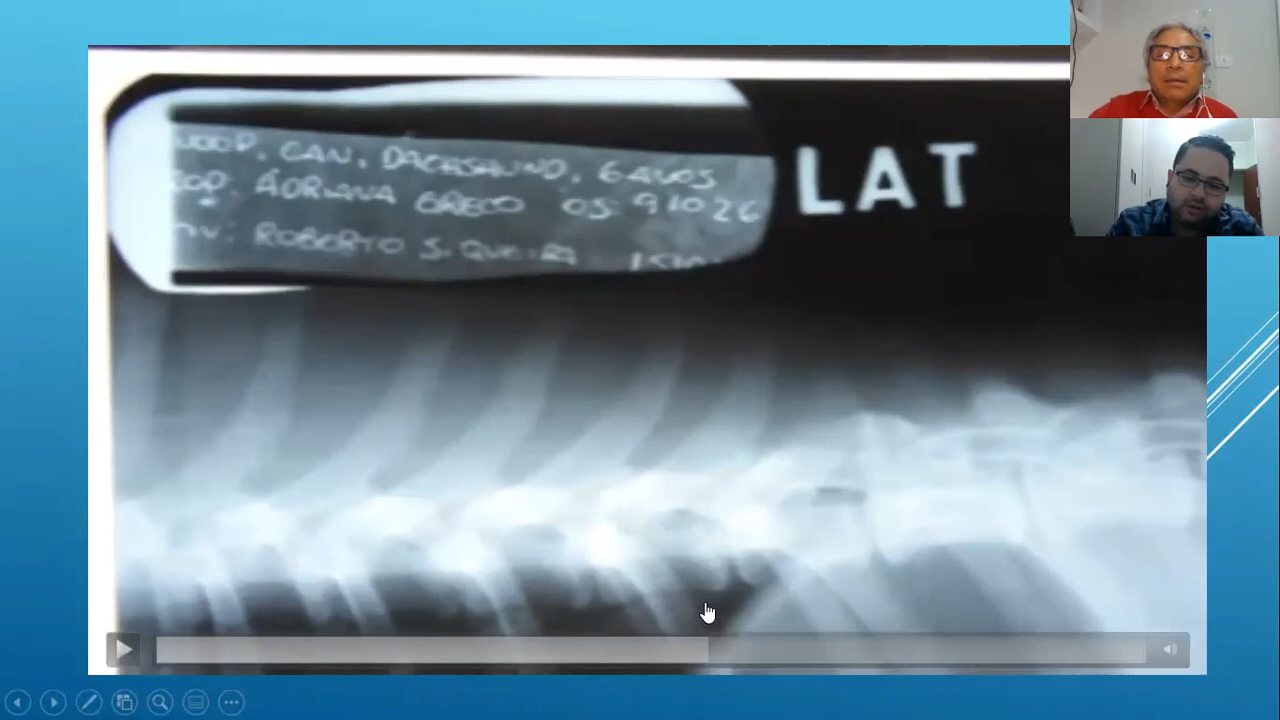 CAN, DACHSHUND, 6 ANOS
ADRIANA GRECO OS: 91026
ROBERTO S.
LAT